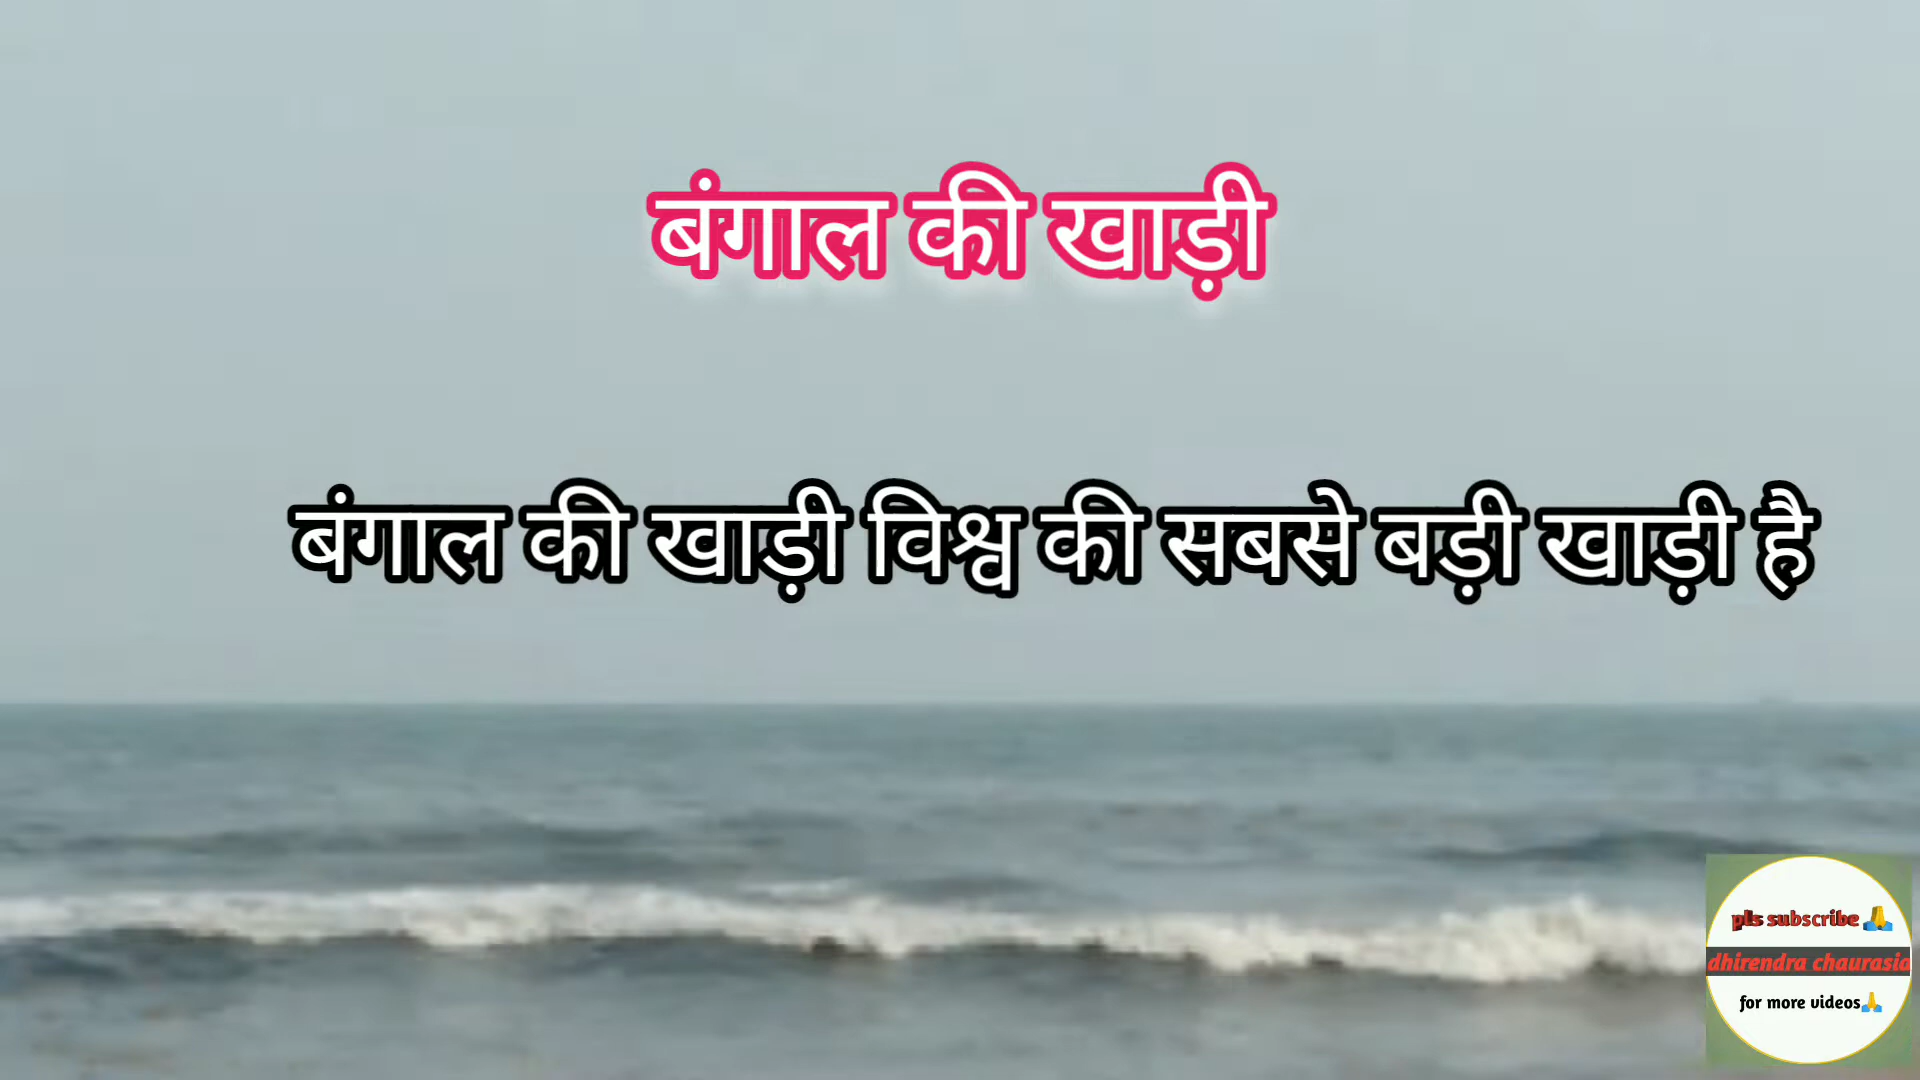 बंगाल की खाड़ी
बंगाल की खाड़ी विश्व की सबसे बड़ी खाड़ी है
pls subscribe 🙏
dhirendra chaurasia
for more videos🙏